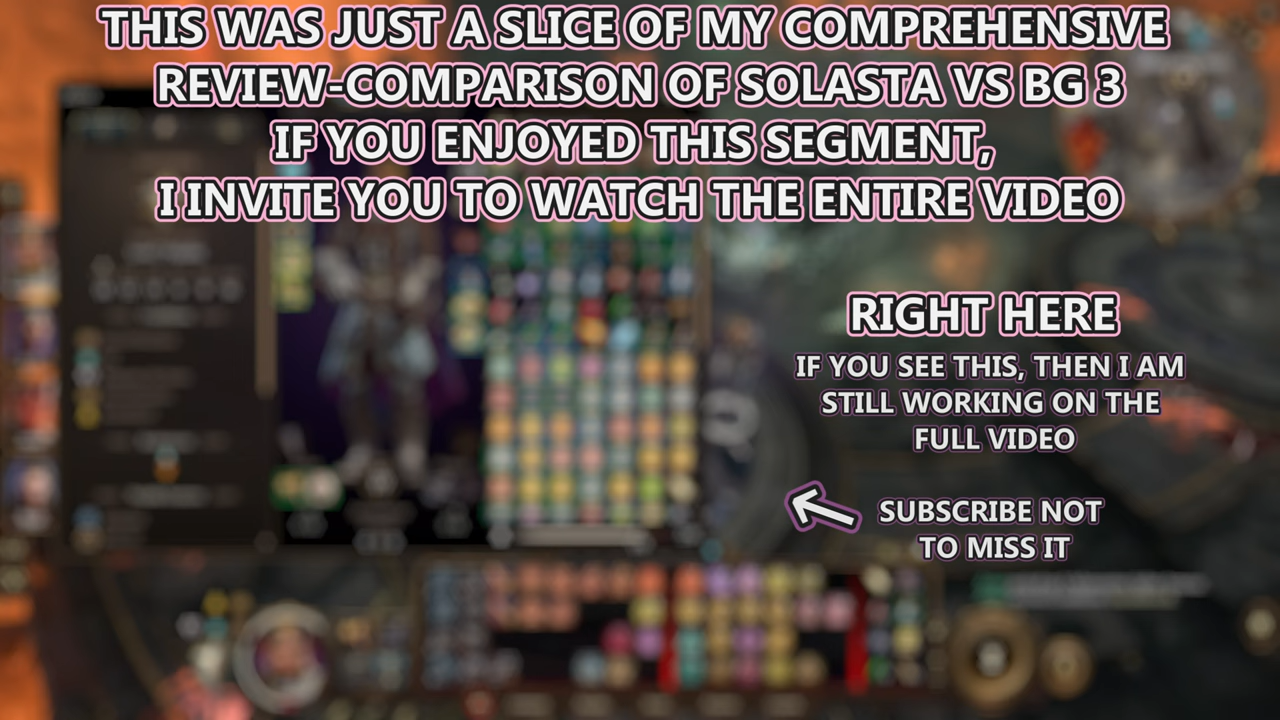 THIS WAS JUST A SLICE OF MY COMPREHENSIVE
REVIEW-COMPARISON OF SOLASTA VS BG 3
IF YOU ENJOYED THIS SEGMENT,
I INVITE YOU TO WATCH THE ENTIRE VIDEO
RIGHT HERE
IF YOU SEE THIS, THEN I AM
STILL WORKING ON THE
FULL VIDEO
SUBSCRIBE NOT
TO MISS IT